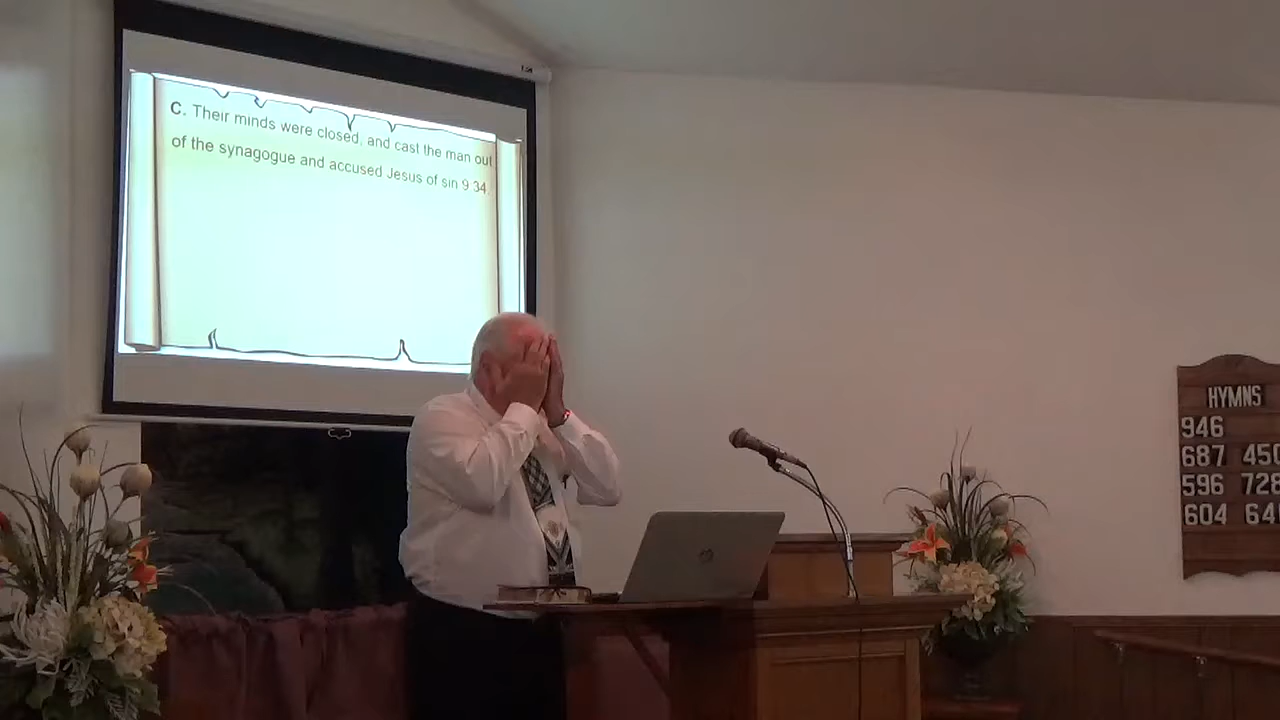 C. Their minds were closed, and cast the man out
of the synagogue and accused Jesus of sin 9:34.
HYMNS
946
687 450
596 728
604 64